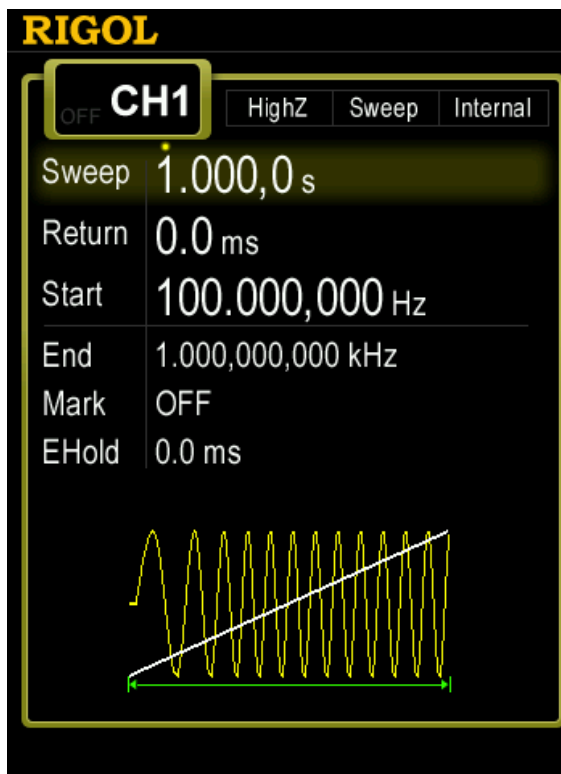 RIGOL
OFF CH1 HighZ Sweep Internal
Sweep 1.000,0 s
Return 0.0 ms
Start 100.000,000 Hz
End 1.000,000,000 kHz
Mark OFF
EHold 0.0 ms